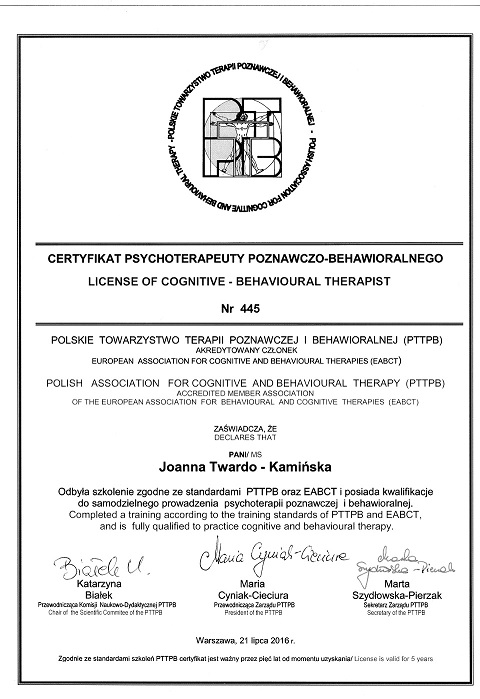 POLSKIE TOWARZYSTWO TERAPII POZNAWCZEJ I BEHAWIORALNEJ -
POLISH ASSOCIATION FOR COGNITIVE AND BEHAVIOURAL THERAPY -
PT
TPB
CERTYFIKAT PSYCHOTERAPEUTY POZNAWCZO-BEHAWIORALNEGO
LICENSE OF COGNITIVE - BEHAVIOURAL THERAPIST
Nr 445
POLSKIE TOWARZYSTWO TERAPII POZNAWCZEJ I BEHAWIORALNEJ (PTTPB)
AKREDYTOWANY CZŁONEK
EUROPEAN ASSOCIATION FOR COGNITIVE AND BEHAVIOURAL THERAPIES (EABCT)
POLISH ASSOCIATION FOR COGNITIVE AND BEHAVIOURAL THERAPY (PTTPB)
ACCREDITED MEMBER ASSOCIATION
OF THE EUROPEAN ASSOCIATION FOR BEHAVIOURAL AND COGNITIVE THERAPIES (EABCT)
ZAŚWIADCZA, ŻE
DECLARES THAT
PANI/ MS
Joanna Twardo - Kamińska
Odbyła szkolenie zgodne ze standardami PTTPB oraz EABCT i posiada kwalifikacje
do samodzielnego prowadzenia psychoterapii poznawczej i behawioralnej.
Completed a training according to the training standards of PTTPB and EABCT,
and is fully qualified to practice cognitive and behavioural therapy.
Białek K. Maria Cyniak-Cieciura Marta Szydłowska-Pierzak
Katarzyna Maria Marta
Białek Cyniak-Cieciura Szydłowska-Pierzak
Przewodnicząca Komisji Naukowo-Dydaktycznej PTTPB Przewodnicząca Zarządu PTTPB Sekretarz Zarządu PTTPB
Chair of the Scientific Commitee of the PTTPB President of the PTTPB Secretary of the PTTPB
Warszawa, 21 lipca 2016 r.
Zgodnie ze standardami szkoleń PTTPB certyfikat jest ważny przez pięć lat od momentu uzyskania/ License is valid for 5 years